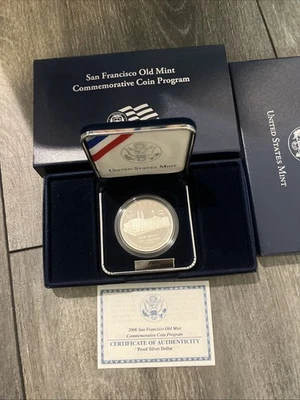 San Francisco Old Mint
Commemorative Coin Program
UNITED STATES MINT
UNITED STATES MINT
2006 San Francisco Old Mint
Commemorative Coin Program
CERTIFICATE OF AUTHENTICITY
Proof Silver Dollar